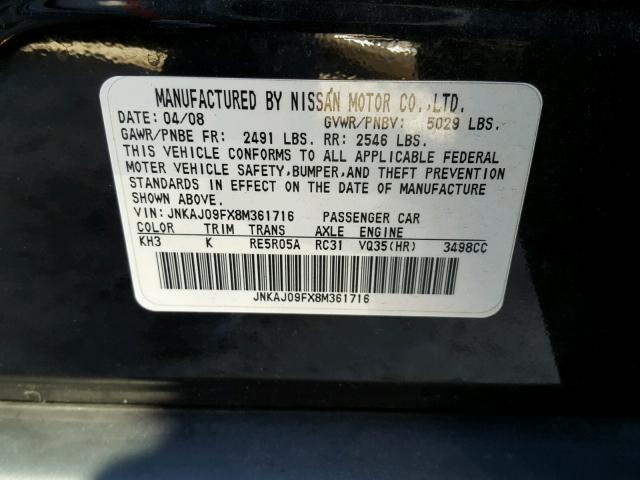 MANUFACTURED BY NISSAN MOTOR CO.,LTD.
DATE: 04/08 GVWR/PNBV: 5029 LBS.
GAWR/PNBE FR: 2491 LBS. RR: 2546 LBS.
THIS VEHICLE CONFORMS TO ALL APPLICABLE FEDERAL
MOTOR VEHICLE SAFETY,BUMPER,AND THEFT PREVENTION
STANDARDS IN EFFECT ON THE DATE OF MANUFACTURE
SHOWN ABOVE.
VIN: JNKAJ09FX8M361716 PASSENGER CAR
COLOR TRIM TRANS AXLE ENGINE
KH3 K RE5R05A RC31 VQ35(HR) 3498CC
JNKAJ09FX8M361716